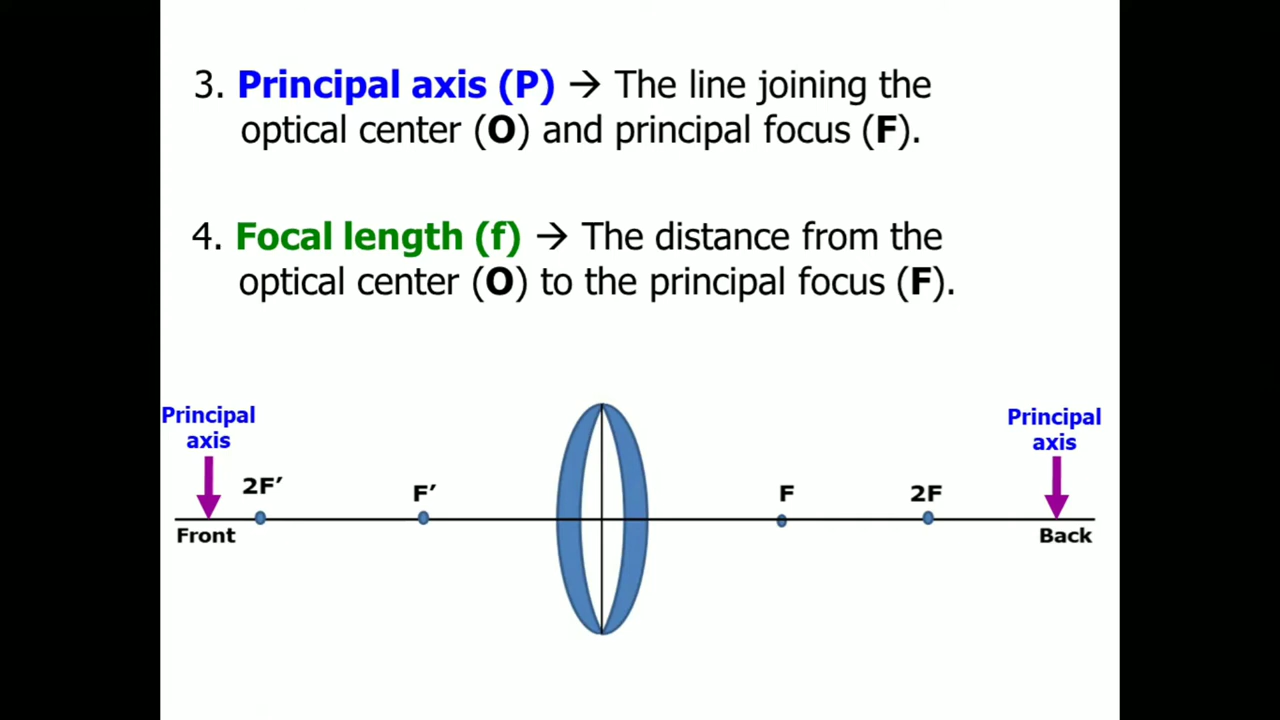 3. Principal axis (P) → The line joining the
optical center (O) and principal focus (F).
4. Focal length (f) → The distance from the
optical center (O) to the principal focus (F).
Principal
axis
Principal
axis
2F′
F′
F
2F
Front
Back